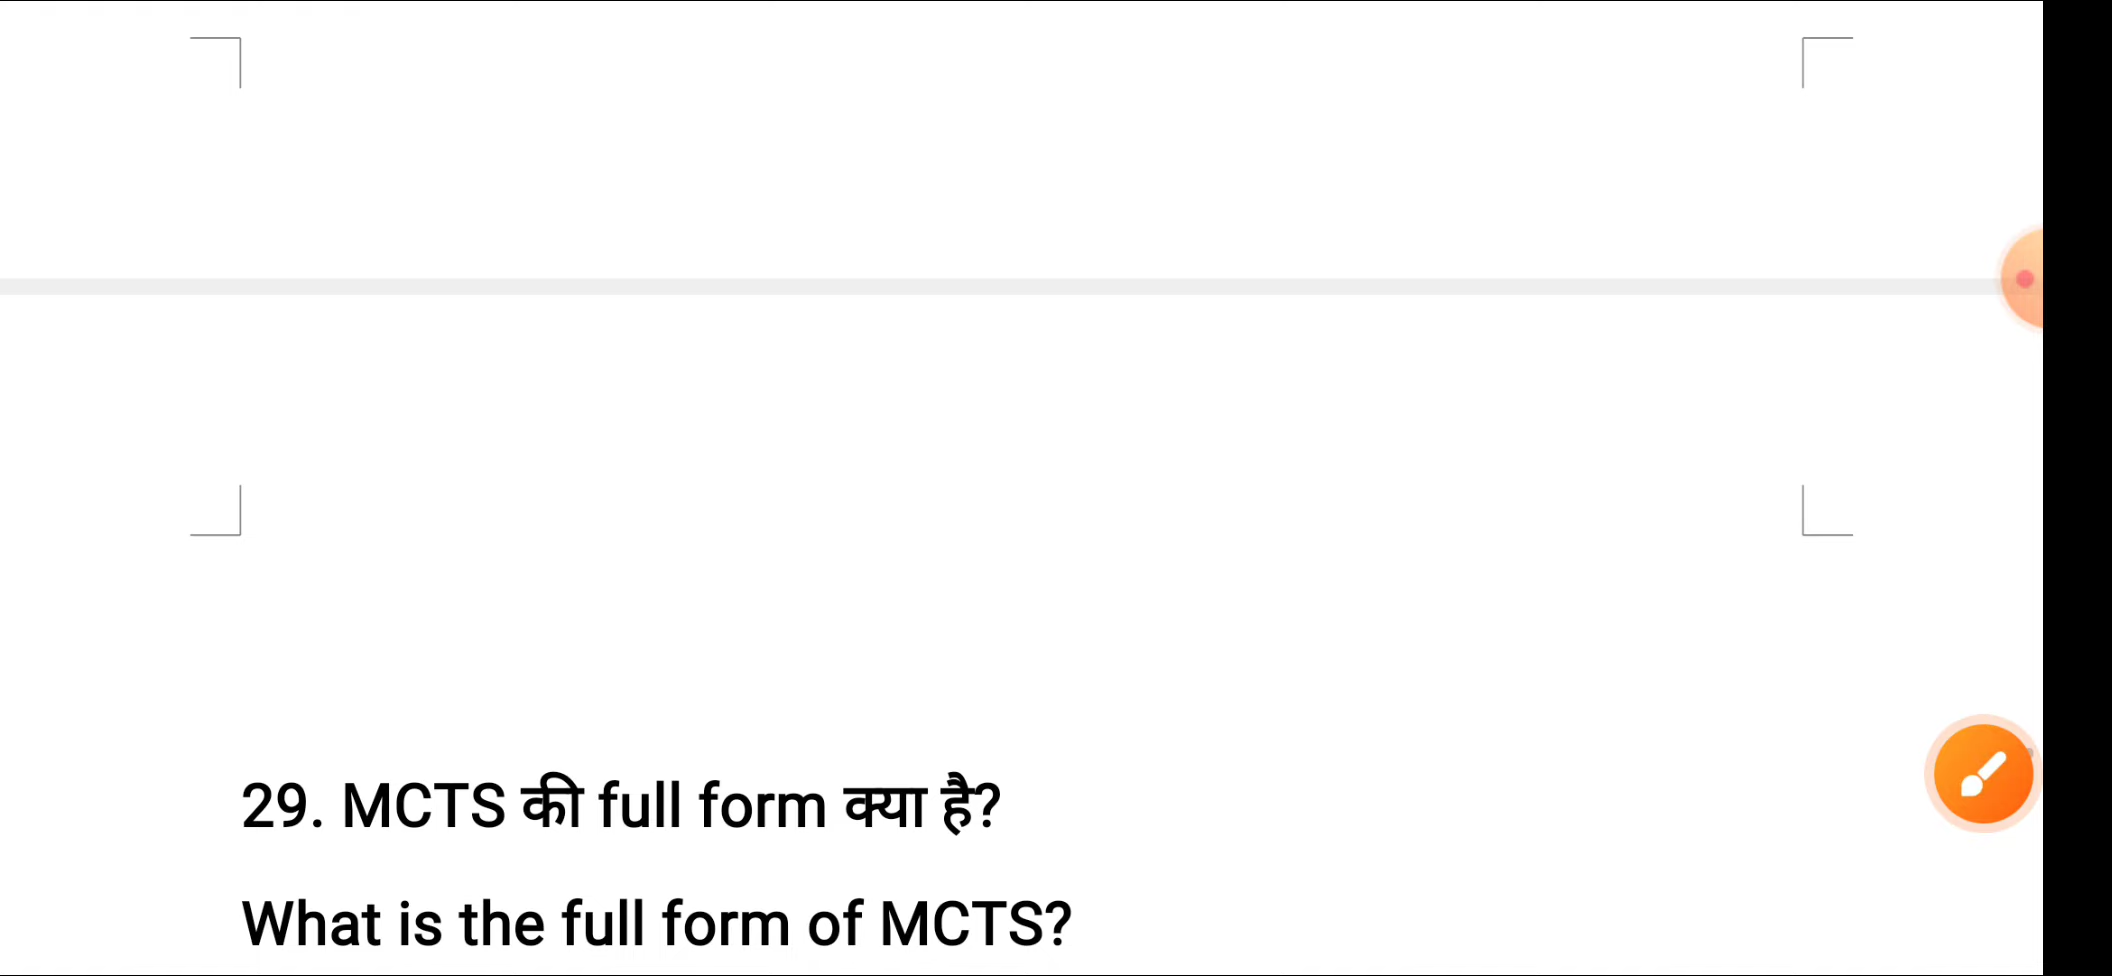 29. MCTS की full form क्या है?
What is the full form of MCTS?